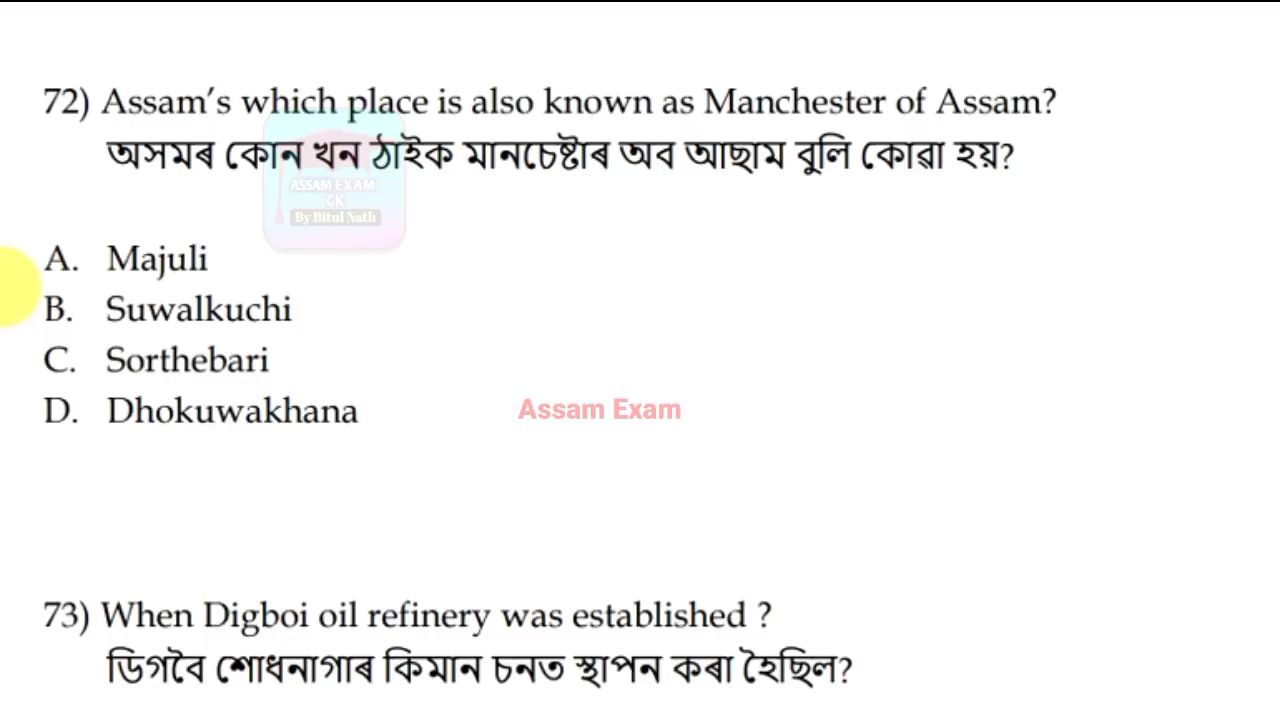 72) Assam's which place is also known as Manchester of Assam?
অসমৰ কোন খন ঠাইক মানচেষ্টাৰ অব আছাম বুলি কোৱা হয়?
ASSAM EXAM
GK
By Bitul Nath
A. Majuli
B. Suwalkuchi
C. Sorthebari
D. Dhokuwakhana
Assam Exam
73) When Digboi oil refinery was established ?
ডিগবৈ শোধনাগাৰ কিমান চনত স্থাপন কৰা হৈছিল?